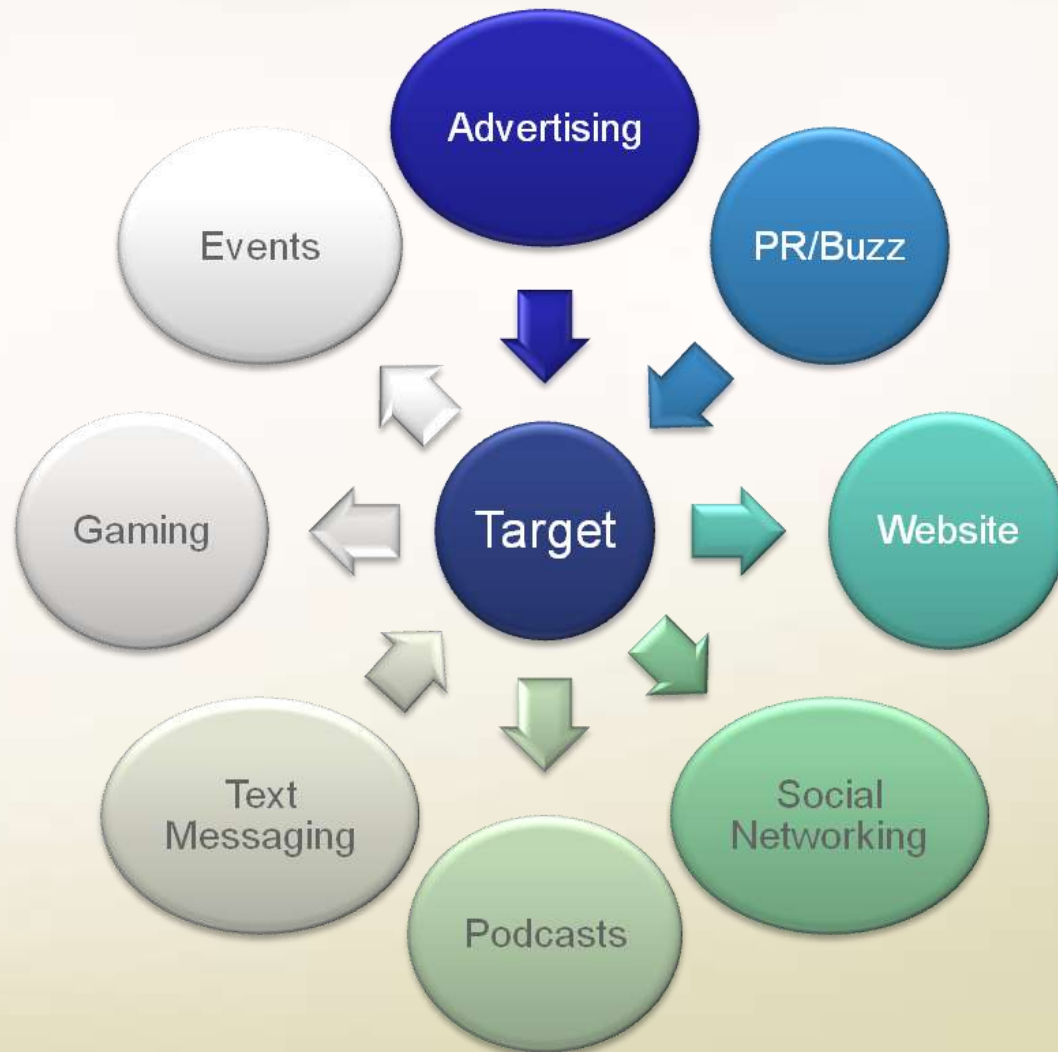 Advertising
PR/Buzz
Events
Target
Website
Gaming
Social
Networking
Text
Messaging
Podcasts